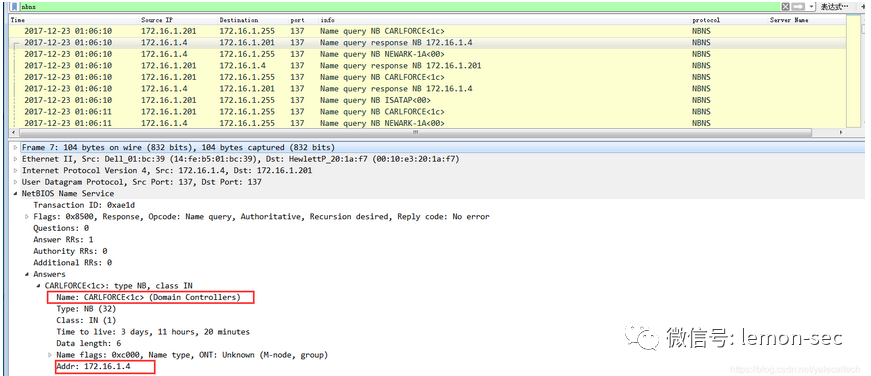 nbns
表达式…
Time Source IP Destination port info protocol Server Name
2017-12-23 01:06:10 172.16.1.201 172.16.1.255 137 Name query NB CARLFORCE<1c> NBNS
2017-12-23 01:06:10 172.16.1.4 172.16.1.201 137 Name query response NB 172.16.1.4 NBNS
2017-12-23 01:06:10 172.16.1.4 172.16.1.255 137 Name query NB NEWARK-1A<00> NBNS
2017-12-23 01:06:10 172.16.1.201 172.16.1.4 137 Name query response NB 172.16.1.201 NBNS
2017-12-23 01:06:10 172.16.1.201 172.16.1.255 137 Name query NB CARLFORCE<1c> NBNS
2017-12-23 01:06:10 172.16.1.4 172.16.1.201 137 Name query response NB 172.16.1.4 NBNS
2017-12-23 01:06:10 172.16.1.201 172.16.1.255 137 Name query NB ISATAP<00> NBNS
2017-12-23 01:06:11 172.16.1.201 172.16.1.255 137 Name query NB CARLFORCE<1c> NBNS
2017-12-23 01:06:11 172.16.1.4 172.16.1.255 137 Name query NB NEWARK-1A<00> NBNS
Frame 7: 104 bytes on wire (832 bits), 104 bytes captured (832 bits)
Ethernet II, Src: Dell_01:bc:39 (14:fe:b5:01:bc:39), Dst: HewlettP_20:1a:f7 (00:10:e3:20:1a:f7)
Internet Protocol Version 4, Src: 172.16.1.4, Dst: 172.16.1.201
User Datagram Protocol, Src Port: 137, Dst Port: 137
NetBIOS Name Service
Transaction ID: 0xae1d
Flags: 0x8500, Response, Opcode: Name query, Authoritative, Recursion desired, Reply code: No error
Questions: 0
Answer RRs: 1
Authority RRs: 0
Additional RRs: 0
Answers
CARLFORCE<1c>: type NB, class IN
Name: CARLFORCE<1c> (Domain Controllers)
Type: NB (32)
Class: IN (1)
Time to live: 3 days, 11 hours, 20 minutes
Data length: 6
Name flags: 0xc000, Name type, ONT: Unknown (M-node, group)
Addr: 172.16.1.4
微信号: lemon-sec